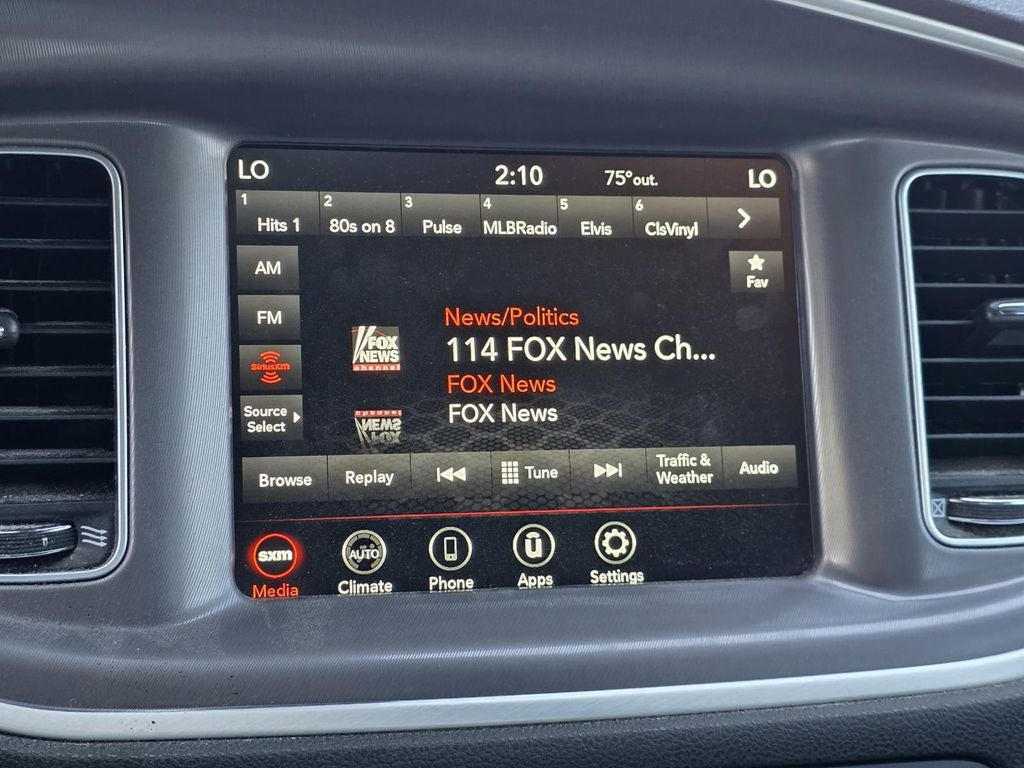 LO 2:10 75°out. LO
1 2 3 4 5 6
Hits 1 80s on 8 Pulse MLBRadio Elvis ClsVinyl
AM
FM
SiriusXm
Source
Select
Fav
FOX
NEWS
channel
News/Politics
114 FOX News Ch...
FOX News
FOX News
Browse Replay Tune Traffic &
Weather Audio
sxm AUTO ū
Media Climate Phone Apps Settings